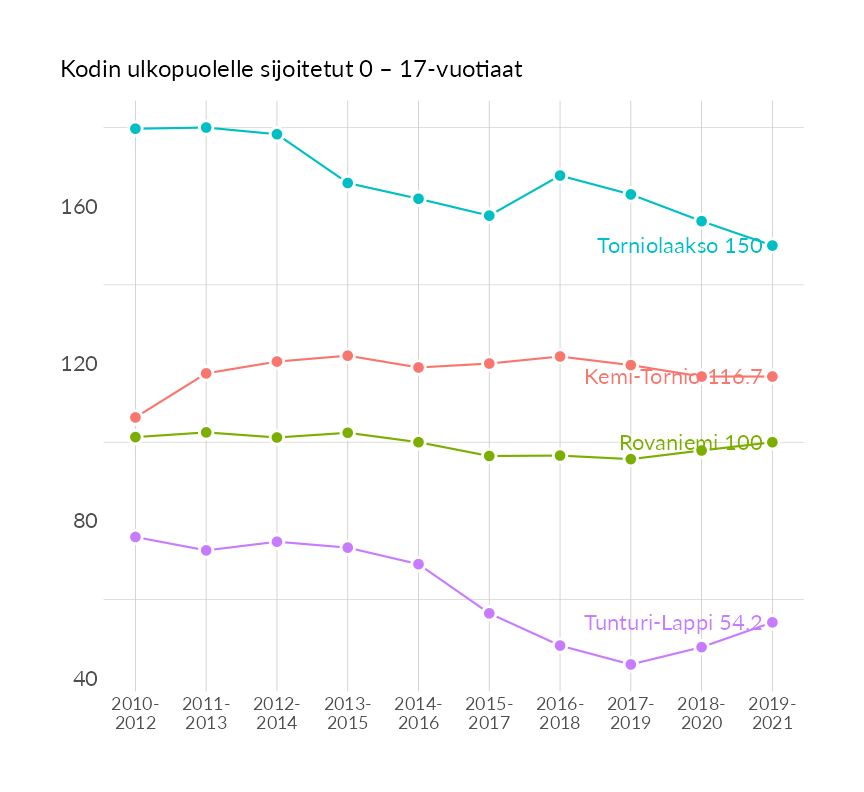 Kodin ulkopuolelle sijoitetut 0 – 17-vuotiaat
160
Torniolaakso 150
120
Kemi-Tornio 116.7
Rovaniemi 100
80
Tunturi-Lappi 54.2
40
2010- 2011- 2012- 2013- 2014- 2015- 2016- 2017- 2018- 2019-
2012 2013 2014 2015 2016 2017 2018 2019 2020 2021